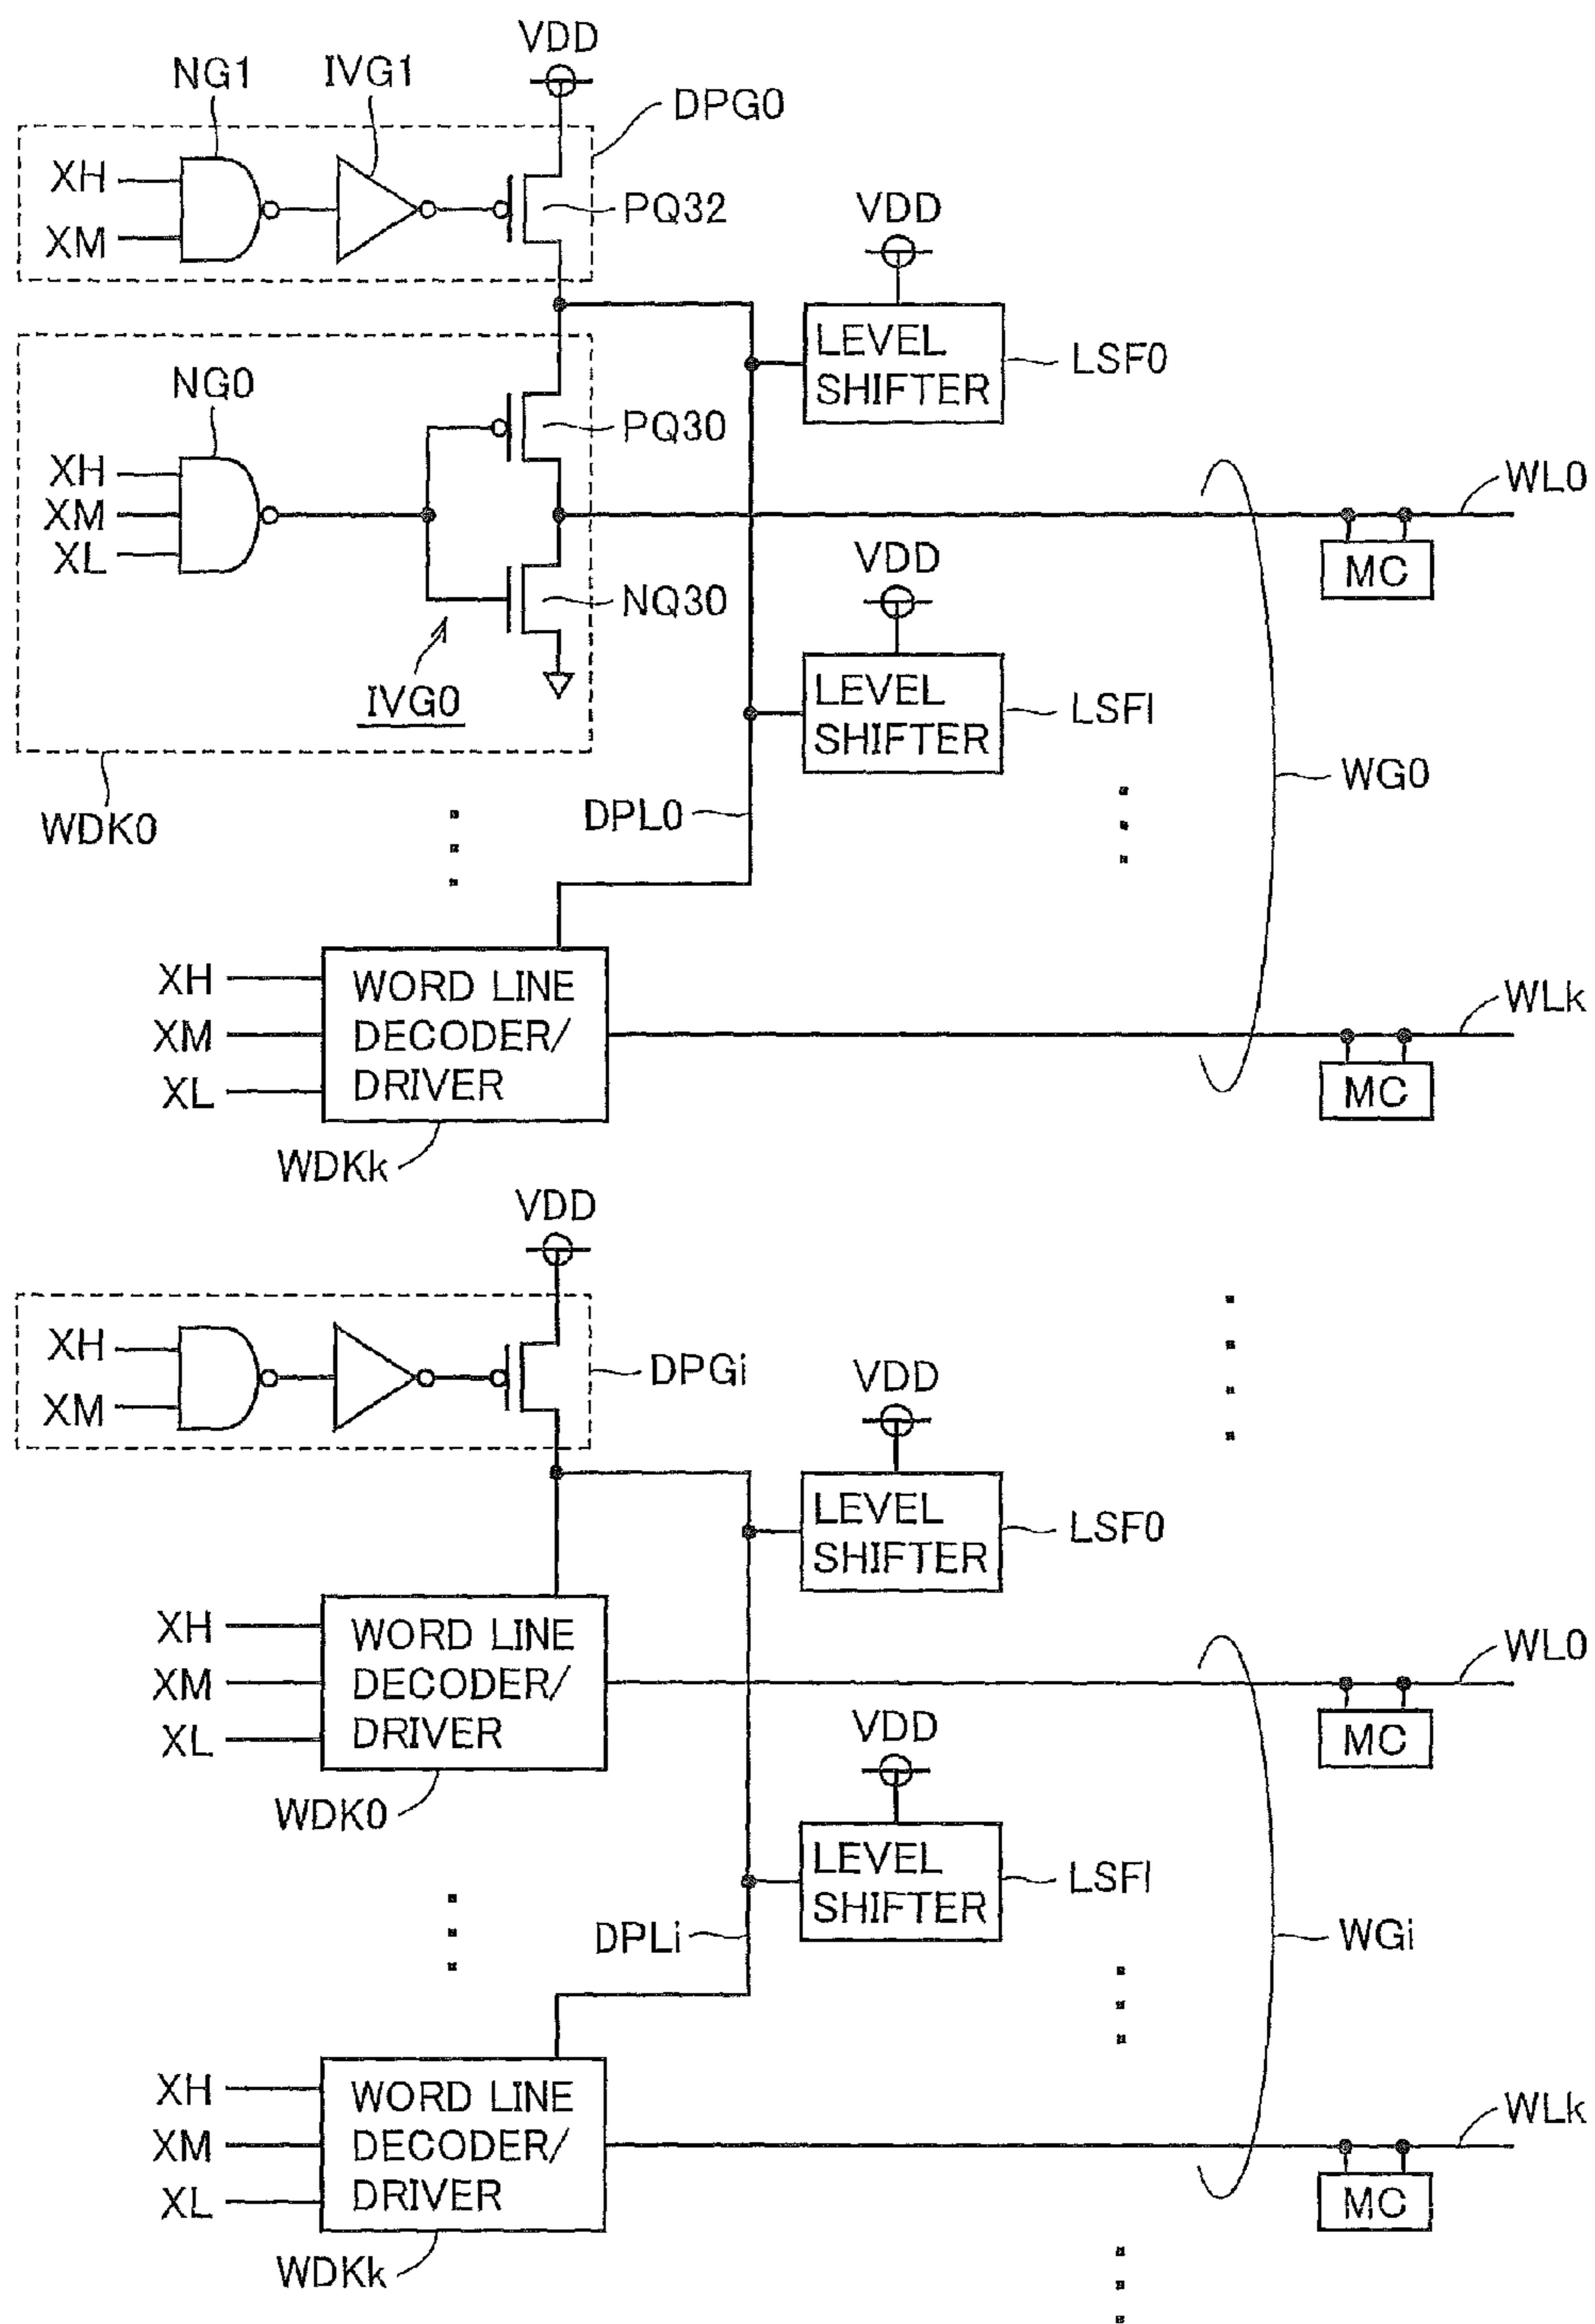 VDD
NG1
IVG1
DPG0
XH
XM
PQ32
VDD
LEVEL
SHIFTER
LSF0
NG0
PQ30
XH
XM
XL
WL0
MC
VDD
NQ30
IVG0
LEVEL
SHIFTER
LSFl
WG0
DPL0
WDK0
XH
XM
XL
WORD LINE
DECODER/
DRIVER
WLk
MC
WDKk
VDD
XH
XM
DPGi
VDD
LEVEL
SHIFTER
LSF0
XH
XM
XL
WORD LINE
DECODER/
DRIVER
WL0
MC
VDD
WDK0
LEVEL
SHIFTER
LSFl
DPLi
WGi
XH
XM
XL
WORD LINE
DECODER/
DRIVER
WLk
MC
WDKk